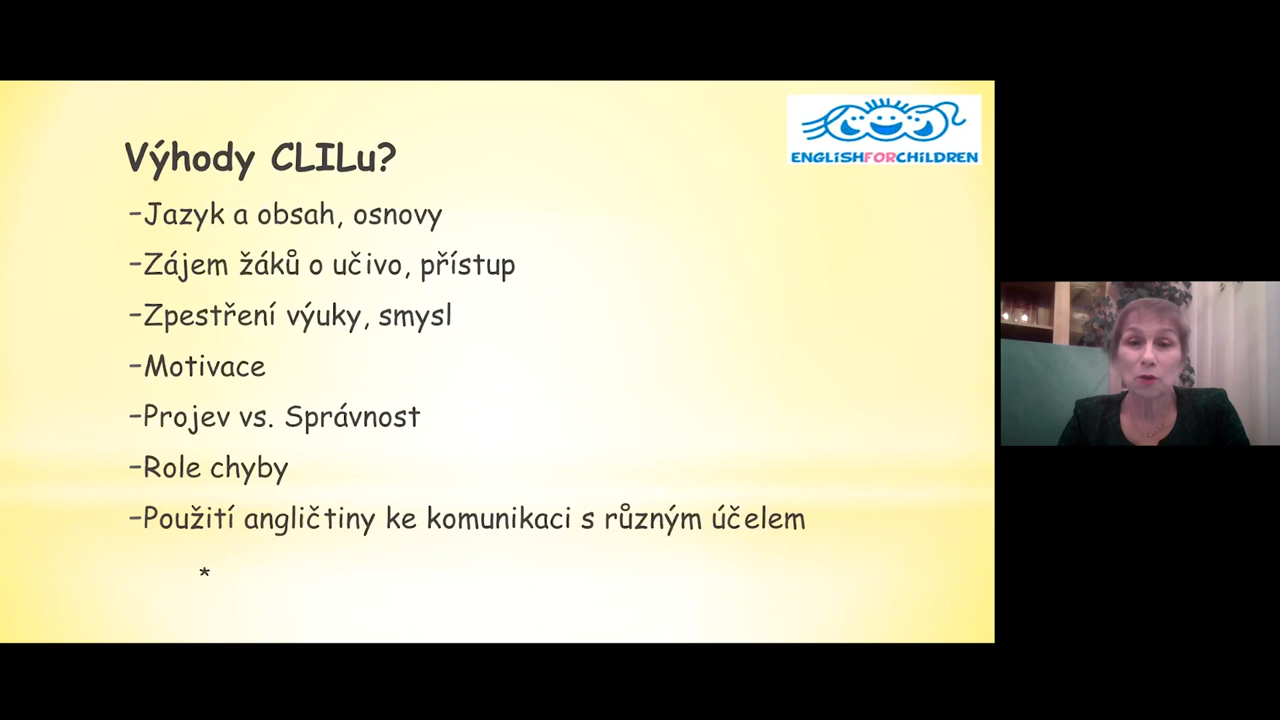 ENGLISHFORCHILDREN
Výhody CLILu?
-Jazyk a obsah, osnovy
-Zájem žáků o učivo, přístup
-Zpestření výuky, smysl
-Motivace
-Projev vs. Správnost
-Role chyby
-Použití angličtiny ke komunikaci s různým účelem
*